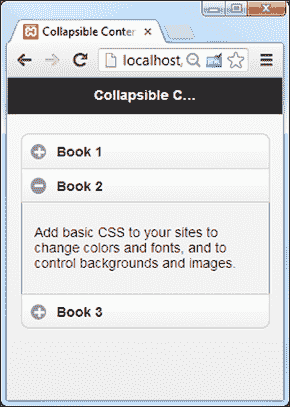 Collapsible Conter
localhost,
Collapsible C...
Book 1
Book 2
Add basic CSS to your sites to
change colors and fonts, and to
control backgrounds and images.
Book 3